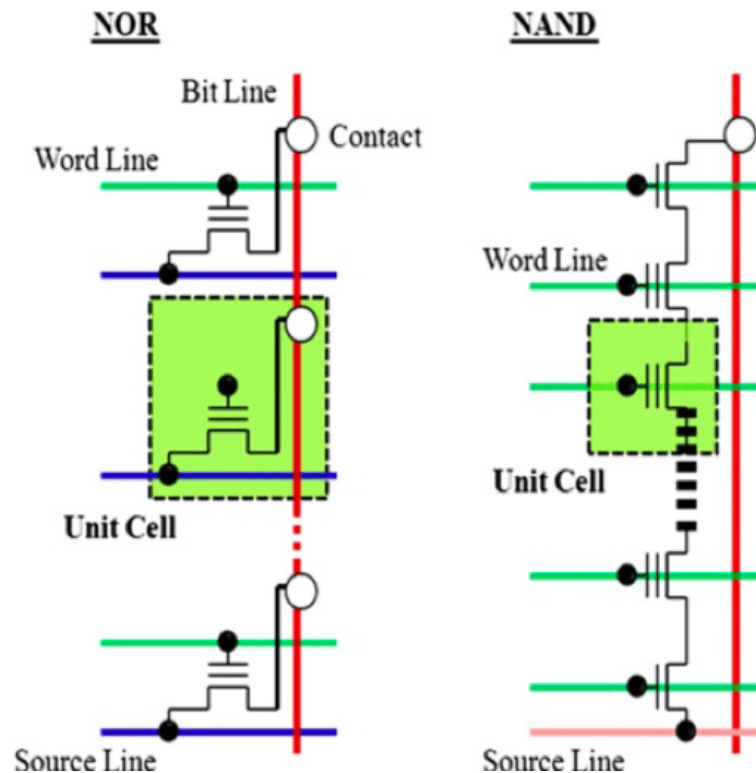 NOR
NAND
Bit Line
Contact
Word Line
Word Line
Unit Cell
Unit Cell
Source Line
Source Line